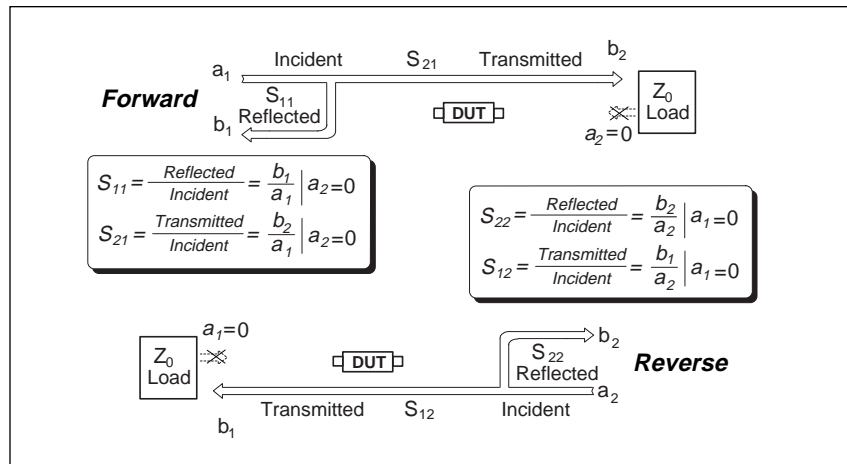 Incident S21 Transmitted b2
a1
Forward
S11
Reflected
b1
DUT
Z0
Load
a2=0
S11= Reflected/Incident = b1/a1 | a2=0
S21= Transmitted/Incident = b2/a1 | a2=0
S22= Reflected/Incident = b2/a2 | a1=0
S12= Transmitted/Incident = b1/a2 | a1=0
a1=0
Z0
Load
DUT
b2
S22
Reflected
Reverse
a2
b1
Transmitted S12 Incident